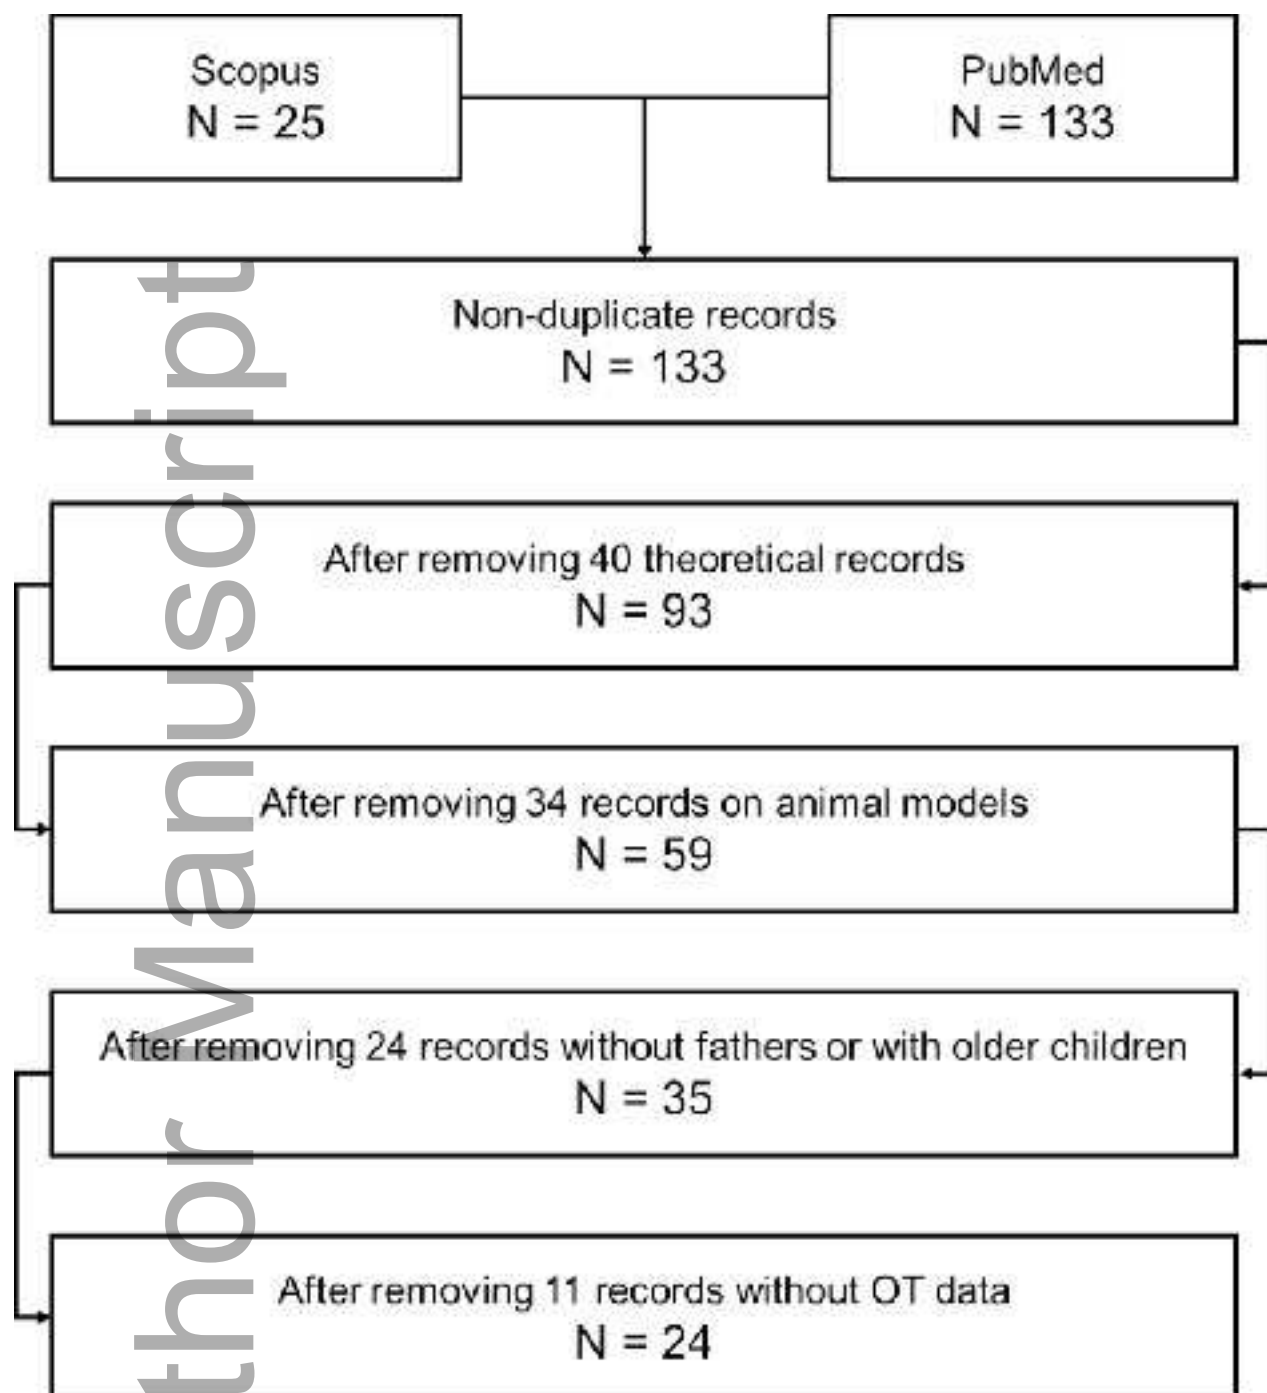 Scopus
N = 25
PubMed
N = 133
Non-duplicate records
N = 133
After removing 40 theoretical records
N = 93
After removing 34 records on animal models
N = 59
After removing 24 records without fathers or with older children
N = 35
After removing 11 records without OT data
N = 24
thor Manuscript